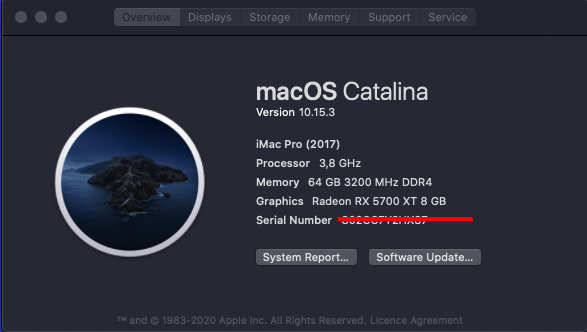 Overview Displays Storage Memory Support Service
macOS Catalina
Version 10.15.3
iMac Pro (2017)
Processor 3,8 GHz
Memory 64 GB 3200 MHz DDR4
Graphics Radeon RX 5700 XT 8 GB
Serial Number
System Report... Software Update...
™ and © 1983-2020 Apple Inc. All Rights Reserved. Licence Agreement